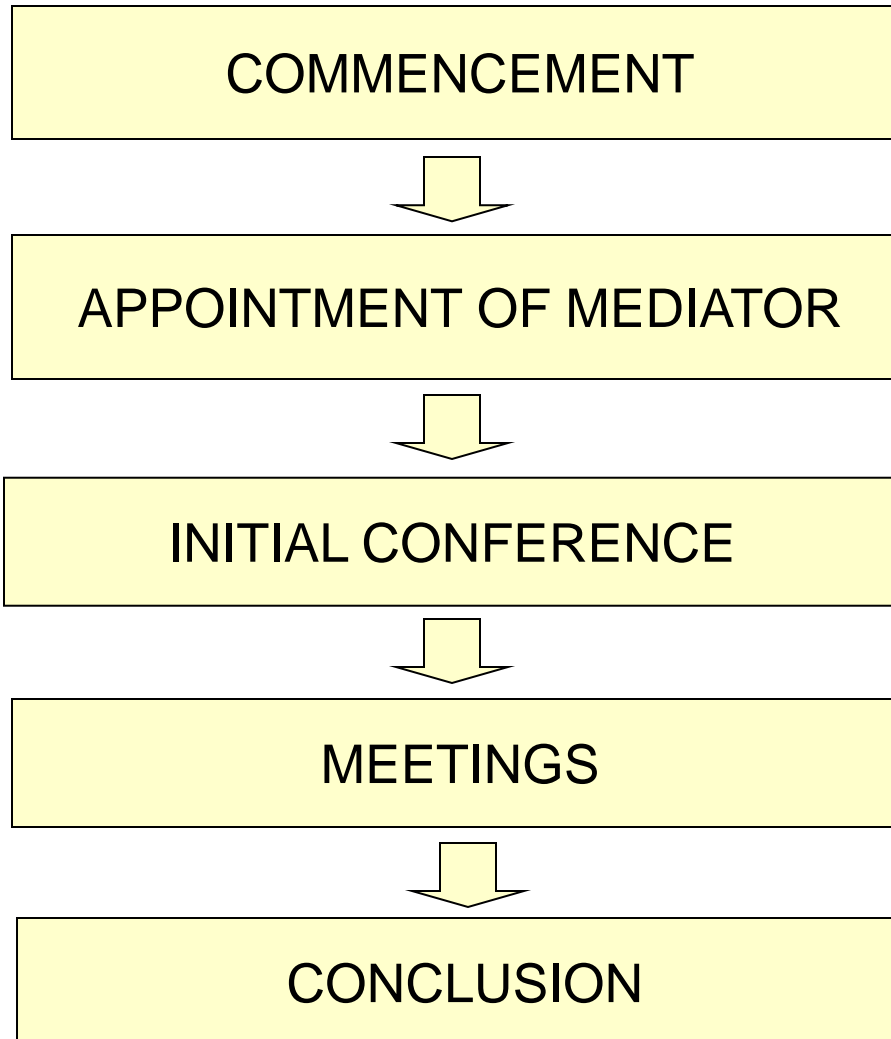 COMMENCEMENT
APPOINTMENT OF MEDIATOR
INITIAL CONFERENCE
MEETINGS
CONCLUSION